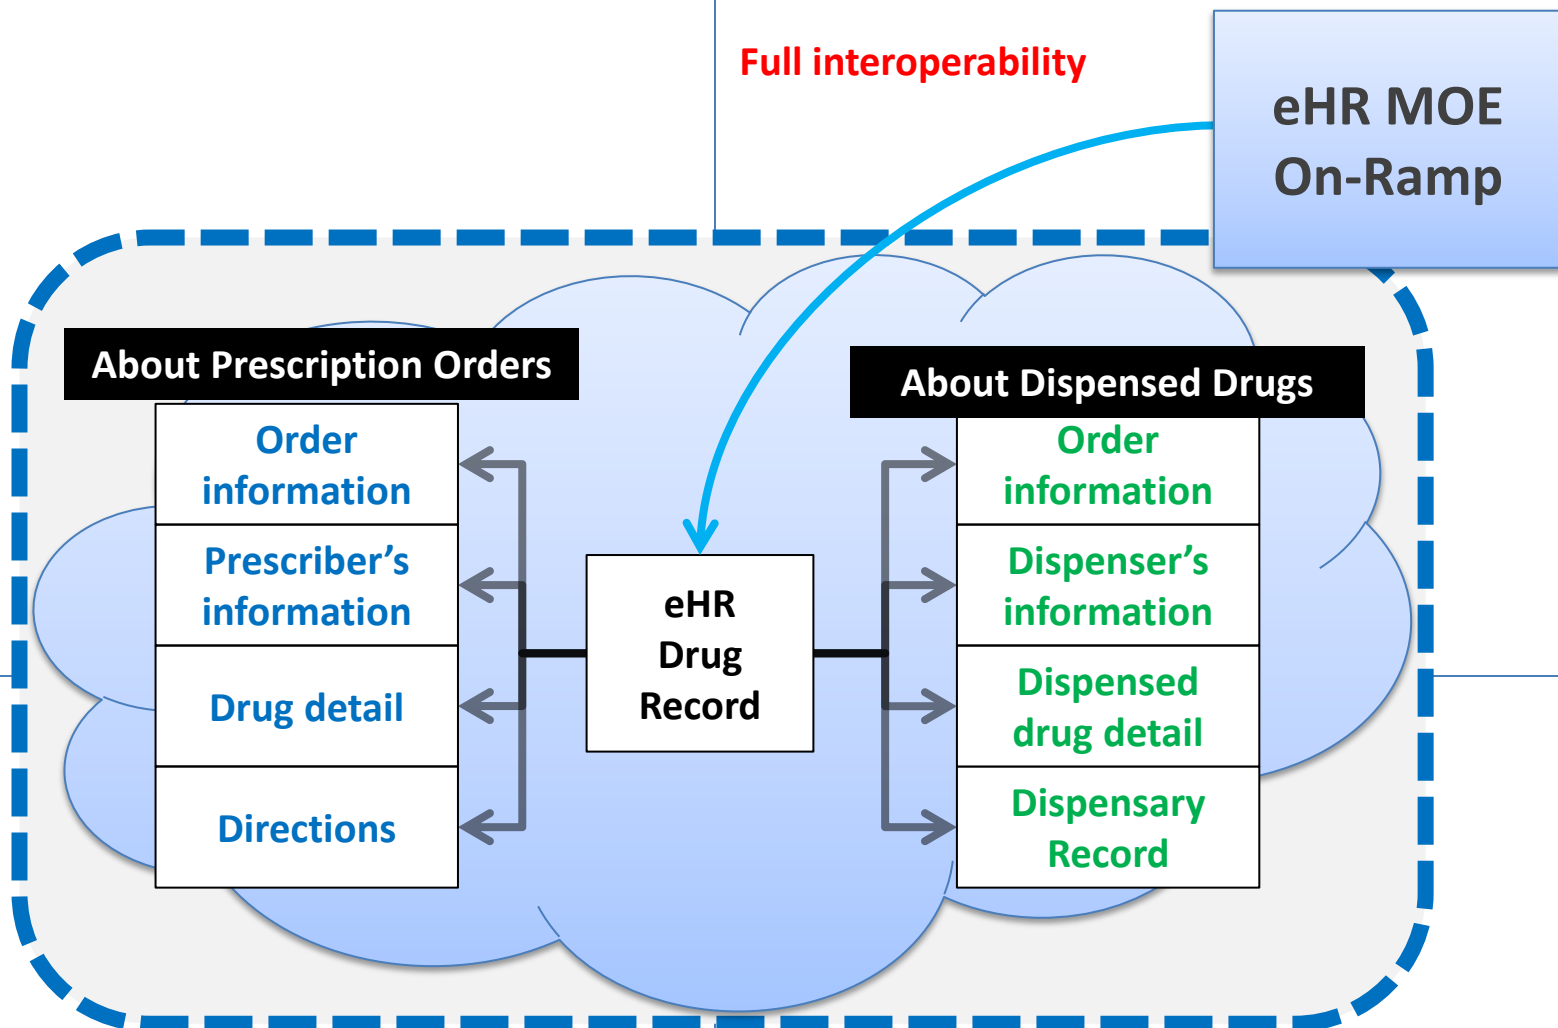 Full interoperability
eHR MOE
On-Ramp
About Prescription Orders
Order
information
Prescriber’s
information
Drug detail
Directions
eHR
Drug
Record
About Dispensed Drugs
Order
information
Dispenser’s
information
Dispensed
drug detail
Dispensary
Record